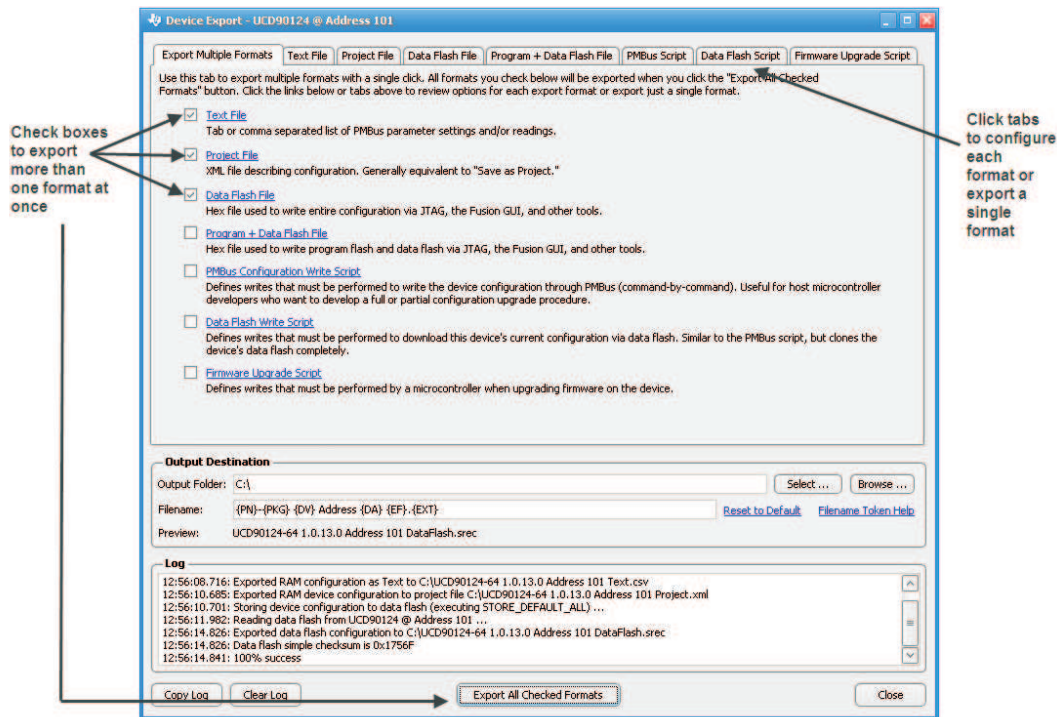 Device Export - UCD90124 @ Address 101
Export Multiple Formats
Text File
Project File
Data Flash File
Program + Data Flash File
PMBus Script
Data Flash Script
Firmware Upgrade Script
Use this tab to export multiple formats with a single click. All formats you check below will be exported when you click the "Export All Checked
Formats" button. Click the links below or tabs above to review options for each export format or export just a single format.
Text File
Tab or comma separated list of PMBus parameter settings and/or readings.
Project File
XML file describing configuration. Generally equivalent to "Save as Project."
Data Flash File
Hex file used to write entire configuration via JTAG, the Fusion GUI, and other tools.
Program + Data Flash File
Hex file used to write program flash and data flash via JTAG, the Fusion GUI, and other tools.
PMBus Configuration Write Script
Defines writes that must be performed to write the device configuration through PMBus (command-by-command). Useful for host microcontroller
developers who want to develop a full or partial configuration upgrade procedure.
Data Flash Write Script
Defines writes that must be performed to download this device's current configuration via data flash. Similar to the PMBus script, but clones the
device's data flash completely.
Firmware Upgrade Script
Defines writes that must be performed by a microcontroller when upgrading firmware on the device.
Check boxes
to export
more than
one format at
once
Click tabs
to configure
each
format or
export a
single
format
Output Destination
Output Folder: C:\
Select ...
Browse ...
Filename: {PN}-{PKG} {DV} Address {DA} {EF}.{EXT}
Reset to Default
Filename Token Help
Preview: UCD90124-64 1.0.13.0 Address 101 DataFlash.srec
Log
12:56:08.716: Exported RAM configuration as Text to C:\UCD90124-64 1.0.13.0 Address 101 Text.csv
12:56:10.685: Exported RAM device configuration to project file C:\UCD90124-64 1.0.13.0 Address 101 Project.xml
12:56:10.701: Storing device configuration to data flash (executing STORE_DEFAULT_ALL) ...
12:56:11.982: Reading data flash from UCD90124 @ Address 101 ...
12:56:14.826: Exported data flash configuration to C:\UCD90124-64 1.0.13.0 Address 101 DataFlash.srec
12:56:14.826: Data flash simple checksum is 0x1756F
12:56:14.841: 100% success
Copy Log
Clear Log
Export All Checked Formats
Close